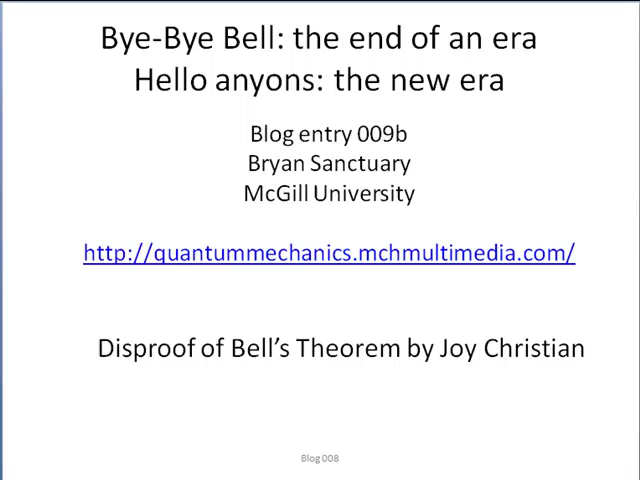 Bye-Bye Bell: the end of an era
Hello anyons: the new era
Blog entry 009b
Bryan Sanctuary
McGill University
http://quantummechanics.mchmultimedia.com/
Disproof of Bell’s Theorem by Joy Christian
Blog 008